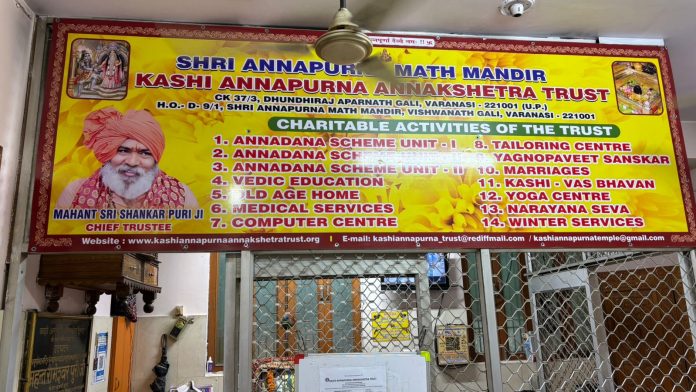 SHRI ANNAPURNA MATH MANDIR
KASHI ANNAPURNA ANNAKSHETRA TRUST
CK 37/3, DHUNDHIRAJ APARNATH GALI, VARANASI - 221001 (U.P.)
H.O.- D- 9/1, SHRI ANNAPURNA MATH MANDIR, VISHWANATH GALI, VARANASI - 221001
CHARITABLE ACTIVITIES OF THE TRUST
1. ANNADANA SCHEME UNIT - I
2. ANNADANA SCHEME
3. ANNADANA SCHEME UNIT - II
4. VEDIC EDUCATION
5. OLD AGE HOME
6. MEDICAL SERVICES
7. COMPUTER CENTRE
8. TAILORING CENTRE
YAGNOPAVEET SANSKAR
10. MARRIAGES
11. KASHI - VAS BHAVAN
12. YOGA CENTRE
13. NARAYANA SEVA
14. WINTER SERVICES
MAHANT SRI SHANKAR PURI JI
CHIEF TRUSTEE
Website : www.kashiannapurnaannakshetratrust.org I E-mail: kashiannapurna_trust@rediffmail.com / kashiannapurnatemple@gmail.com